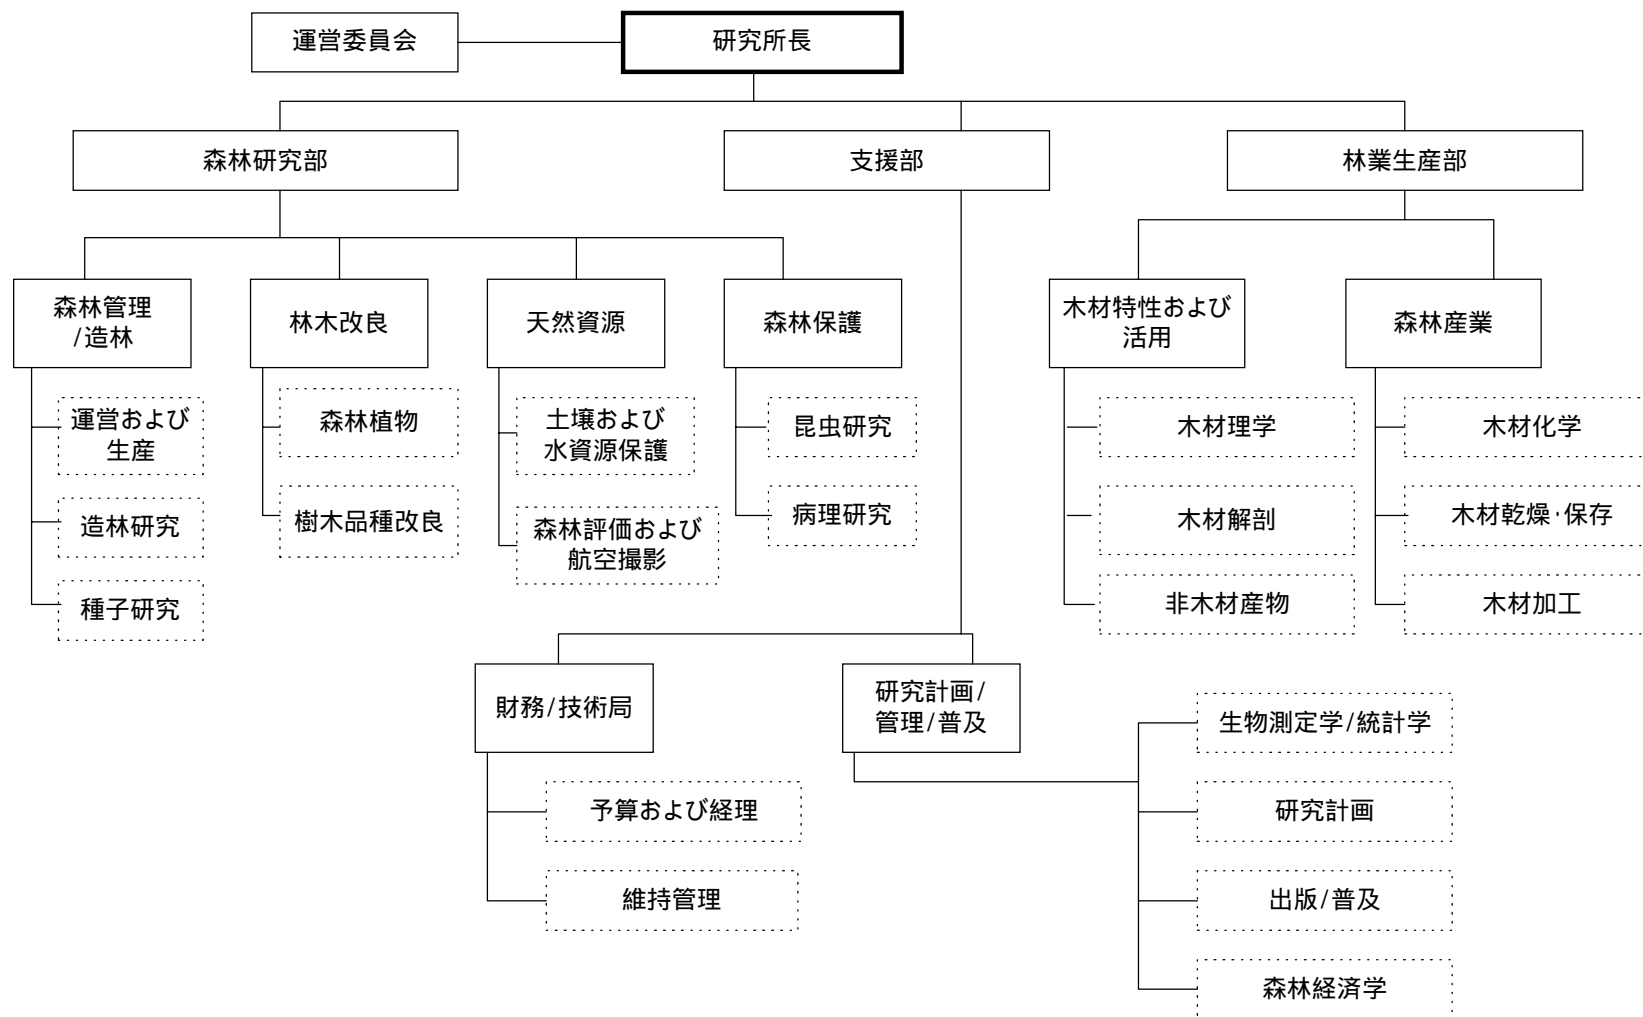 運営委員会
研究所長
森林研究部
支援部
林業生産部
森林管理
/造林
林木改良
天然資源
森林保護
木材特性および
活用
森林産業
運営および
生産
造林研究
種子研究
森林植物
樹木品種改良
土壌および
水資源保護
森林評価および
航空撮影
昆虫研究
病理研究
木材理学
木材解剖
非木材産物
木材化学
木材乾燥·保存
木材加工
財務/技術局
研究計画/
管理/普及
予算および経理
維持管理
生物測定学/統計学
研究計画
出版/普及
森林経済学